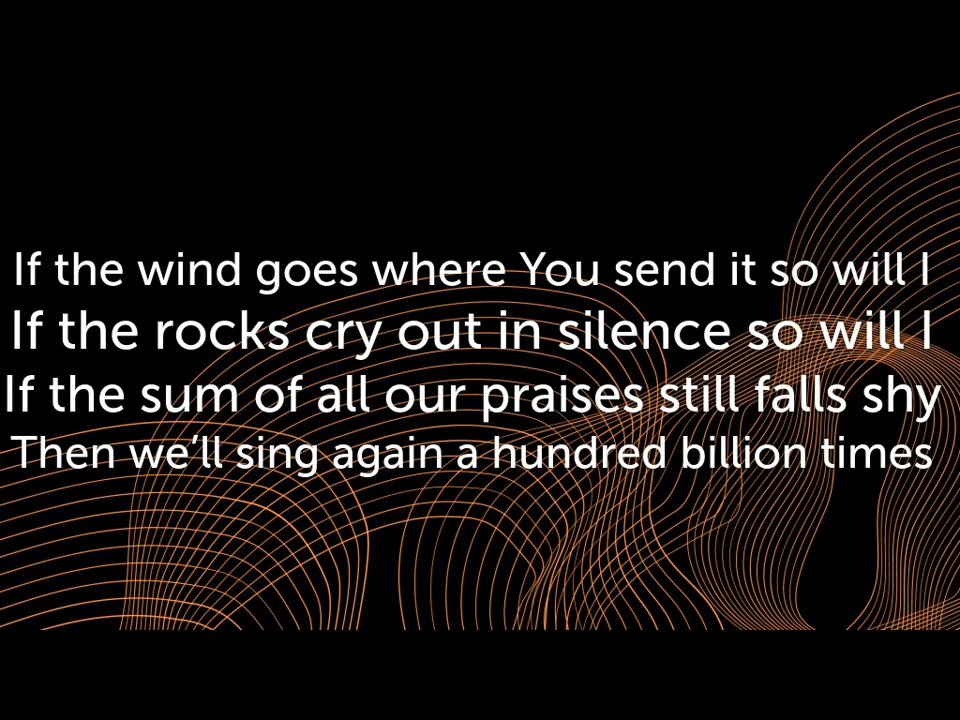 If the wind goes where You send it so will I
If the rocks cry out in silence so will I
If the sum of all our praises still falls shy
Then we’ll sing again a hundred billion times